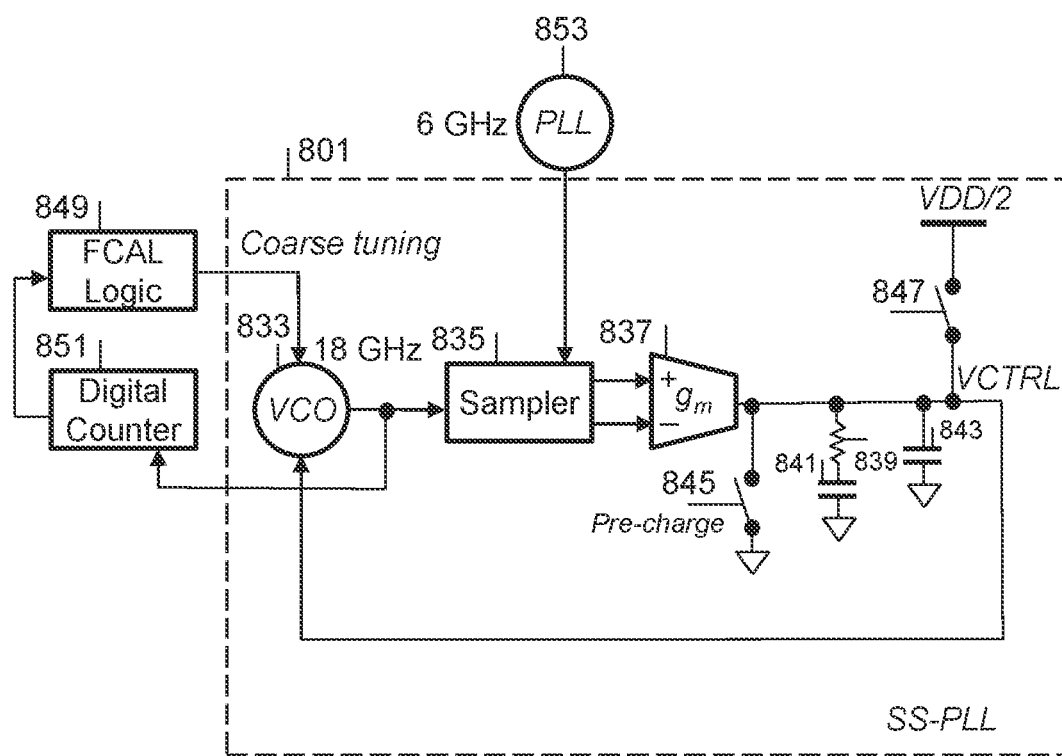 853
6 GHz
PLL
801
VDD/2
849
FCAL
Logic
Coarse tuning
847
833
18 GHz
835
837
851
VCTRL
Digital
Counter
VCO
Sampler
+
gm
−
843
841
839
845
Pre-charge
SS-PLL